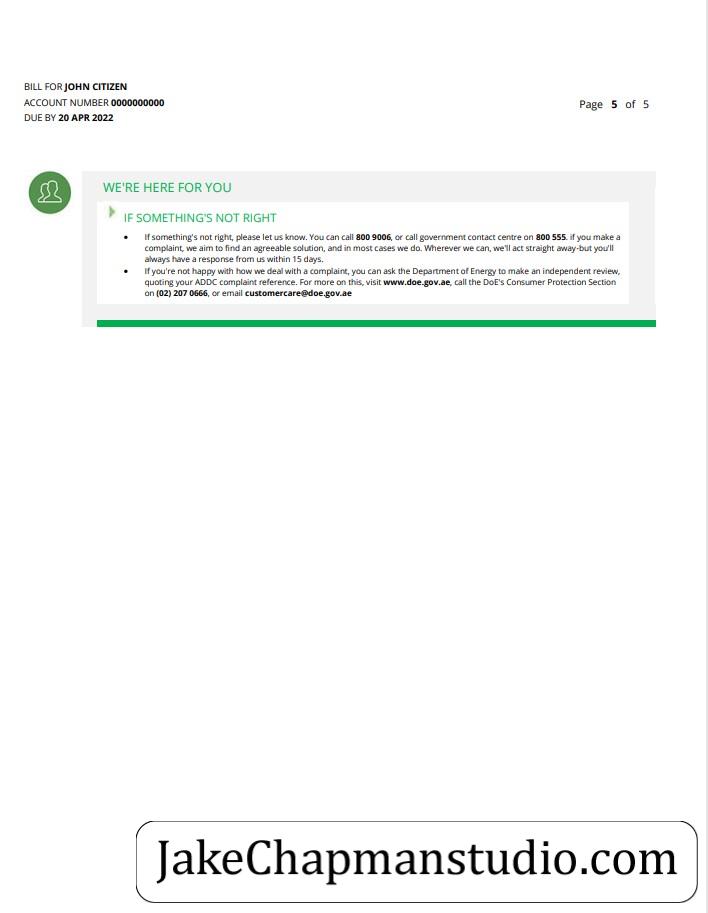 BILL FOR JOHN CITIZEN
ACCOUNT NUMBER 0000000000
DUE BY 20 APR 2022
Page 5 of 5
WE'RE HERE FOR YOU
IF SOMETHING'S NOT RIGHT
• If something's not right, please let us know. You can call 800 9006, or call government contact centre on 800 555. if you make a
complaint, we aim to find an agreeable solution, and in most cases we do. Wherever we can, we'll act straight away-but you'll
always have a response from us within 15 days.
• If you're not happy with how we deal with a complaint, you can ask the Department of Energy to make an independent review,
quoting your ADDC complaint reference. For more on this, visit www.doe.gov.ae, call the DoE's Consumer Protection Section
on (02) 207 0666, or email customercare@doe.gov.ae
JakeChapmanstudio.com